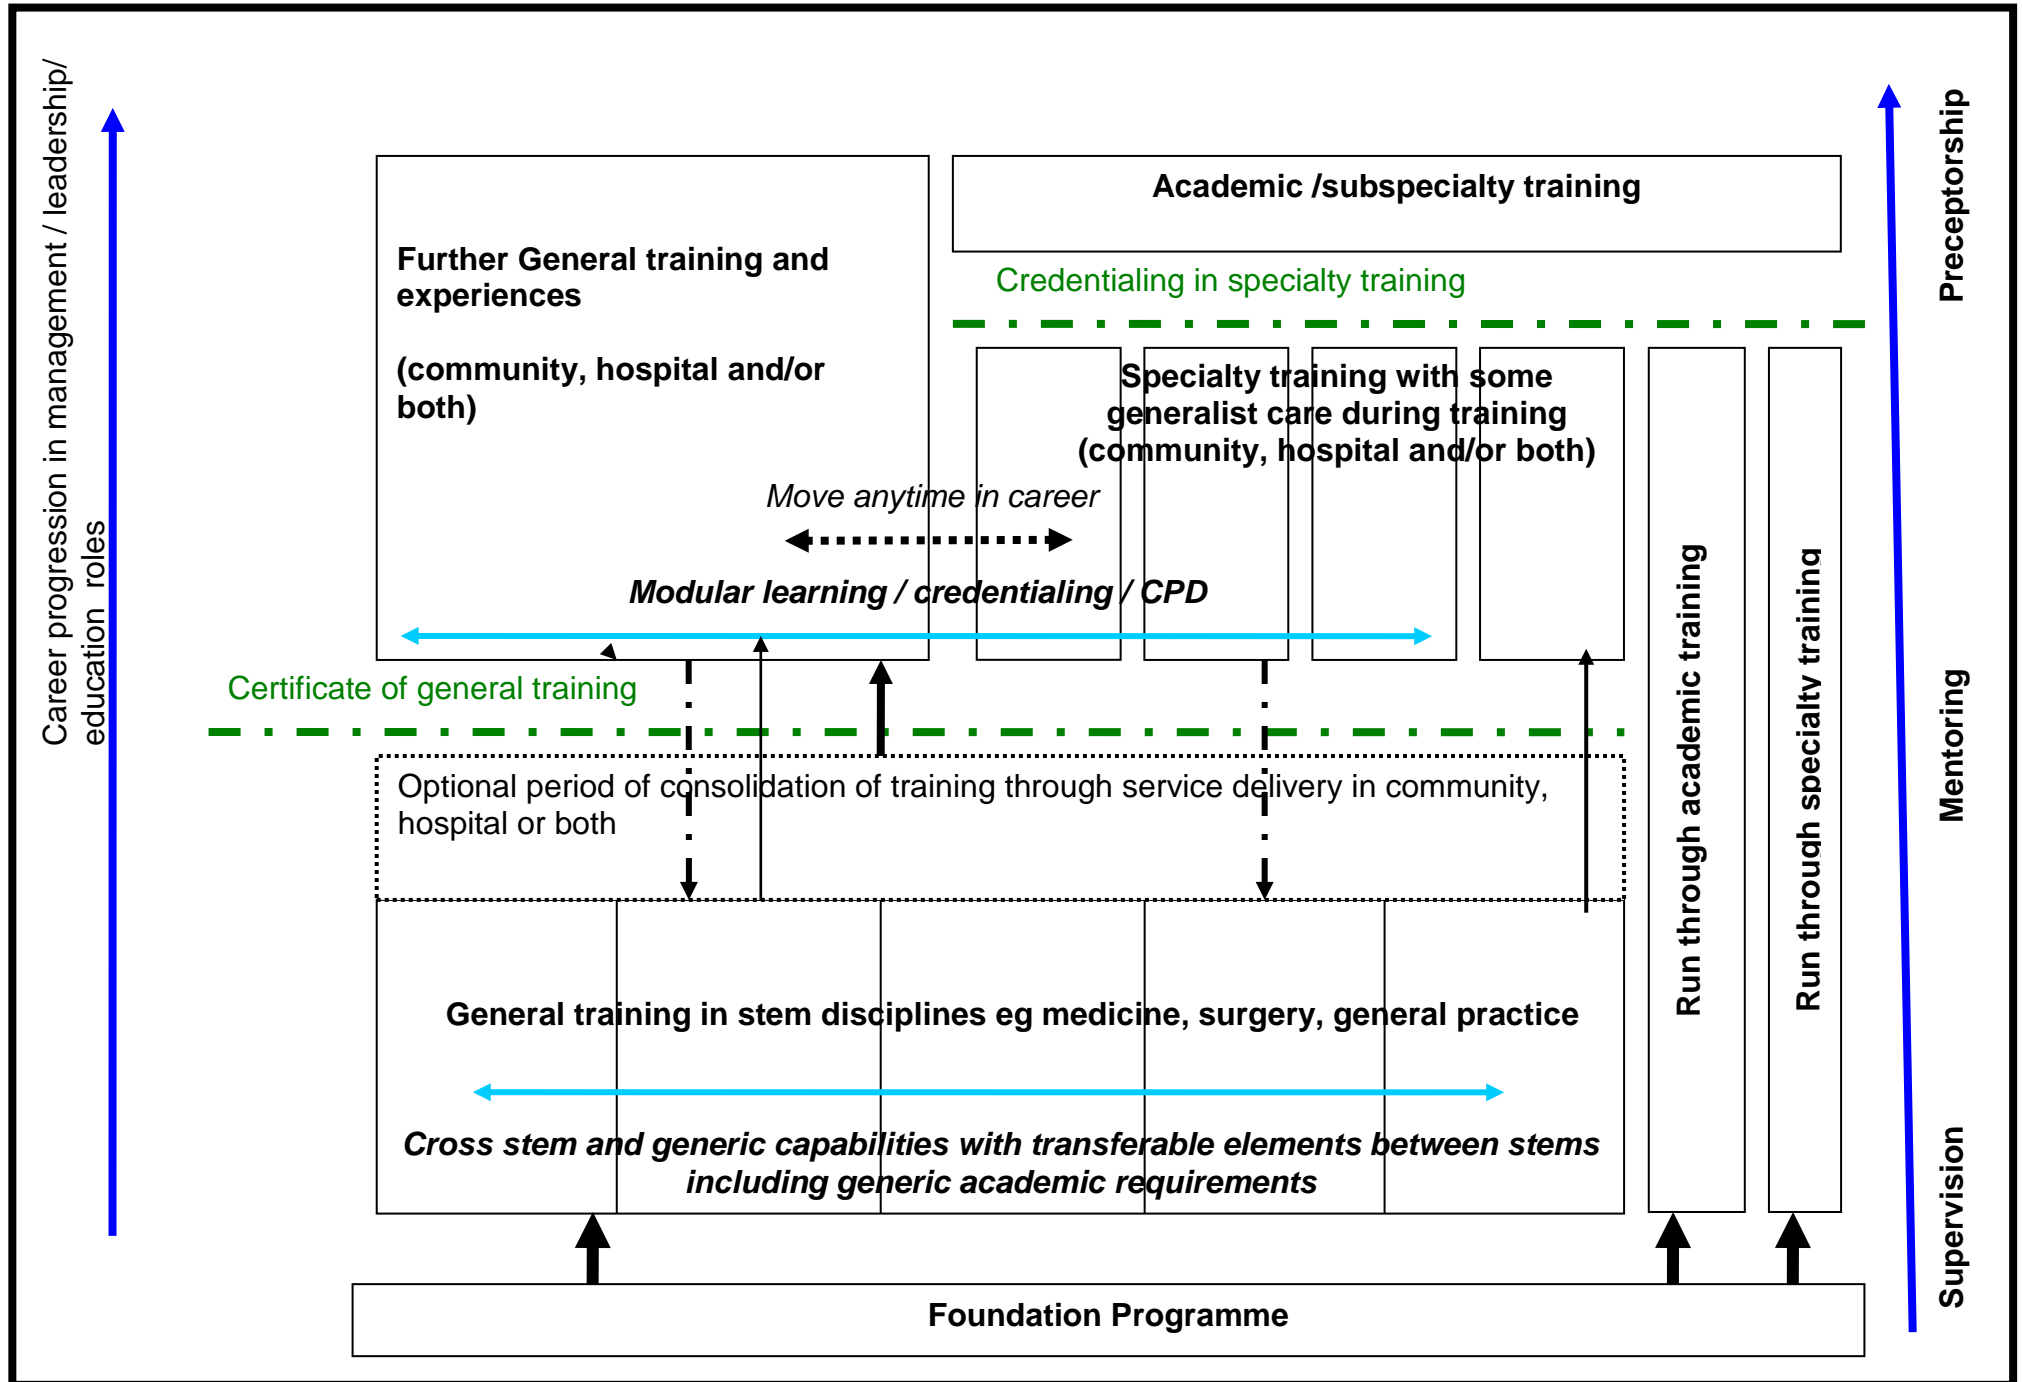 Career progression in management / leadership/
education  roles
Preceptorship
Mentoring
Supervision
Academic /subspecialty training
Further General training and
experiences
(community, hospital and/or
both)
Credentialing in specialty training
Specialty training with some
generalist care during training
(community, hospital and/or both)
Move anytime in career
Modular learning / credentialing / CPD
Certificate of general training
Optional period of consolidation of training through service delivery in community,
hospital or both
Run through academic training
Run through specialty training
General training in stem disciplines eg medicine, surgery, general practice
Cross stem and generic capabilities with transferable elements between stems
including generic academic requirements
Foundation Programme